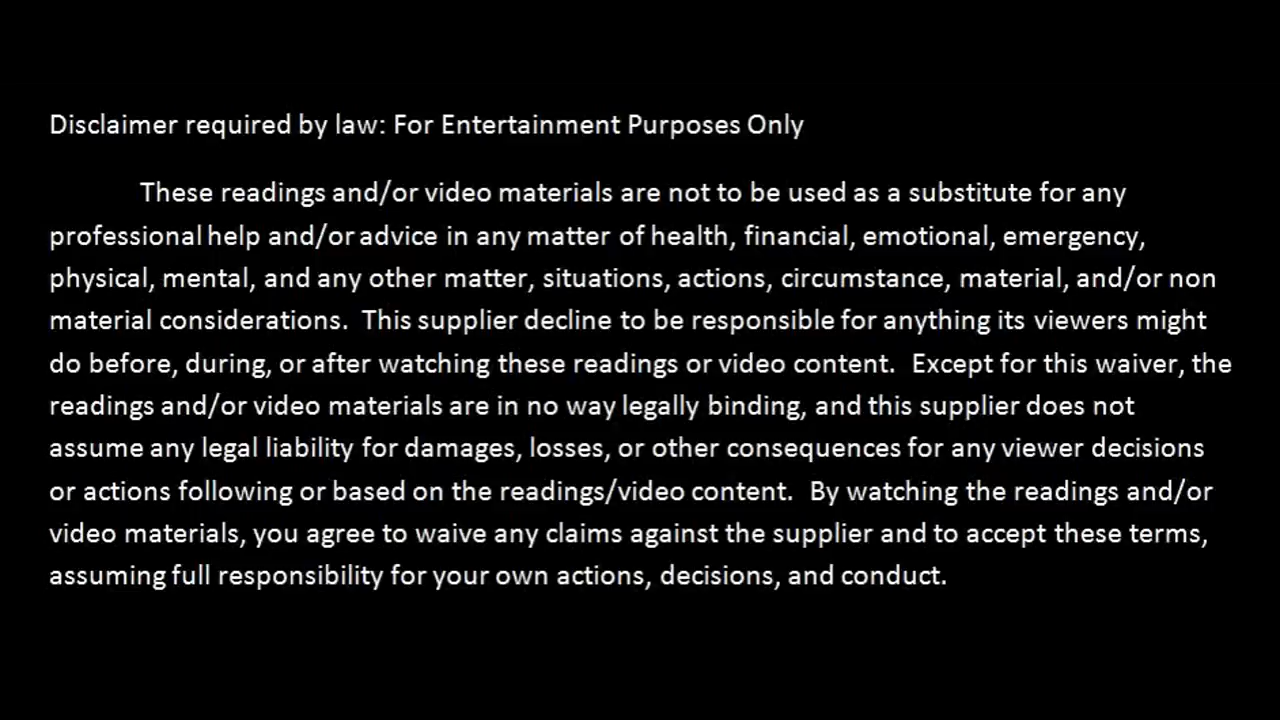 Disclaimer required by law: For Entertainment Purposes Only
These readings and/or video materials are not to be used as a substitute for any
professional help and/or advice in any matter of health, financial, emotional, emergency,
physical, mental, and any other matter, situations, actions, circumstance, material, and/or non
material considerations.  This supplier decline to be responsible for anything its viewers might
do before, during, or after watching these readings or video content.  Except for this waiver, the
readings and/or video materials are in no way legally binding, and this supplier does not
assume any legal liability for damages, losses, or other consequences for any viewer decisions
or actions following or based on the readings/video content.  By watching the readings and/or
video materials, you agree to waive any claims against the supplier and to accept these terms,
assuming full responsibility for your own actions, decisions, and conduct.